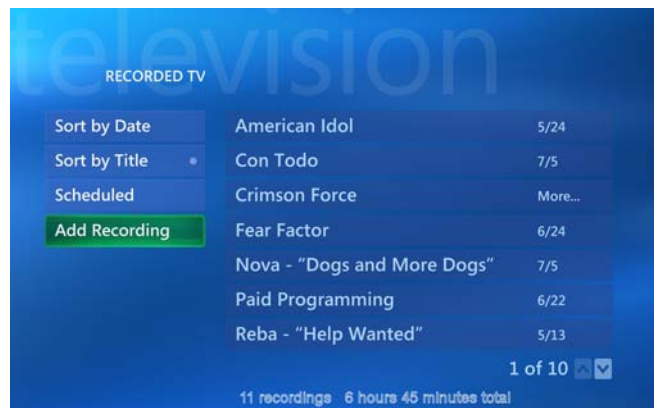 television
RECORDED TV
Sort by Date
Sort by Title
Scheduled
Add Recording
American Idol 5/24
Con Todo 7/5
Crimson Force More...
Fear Factor 6/24
Nova - "Dogs and More Dogs" 7/5
Paid Programming 6/22
Reba - "Help Wanted" 5/13
1 of 10
11 recordings 6 hours 45 minutes total